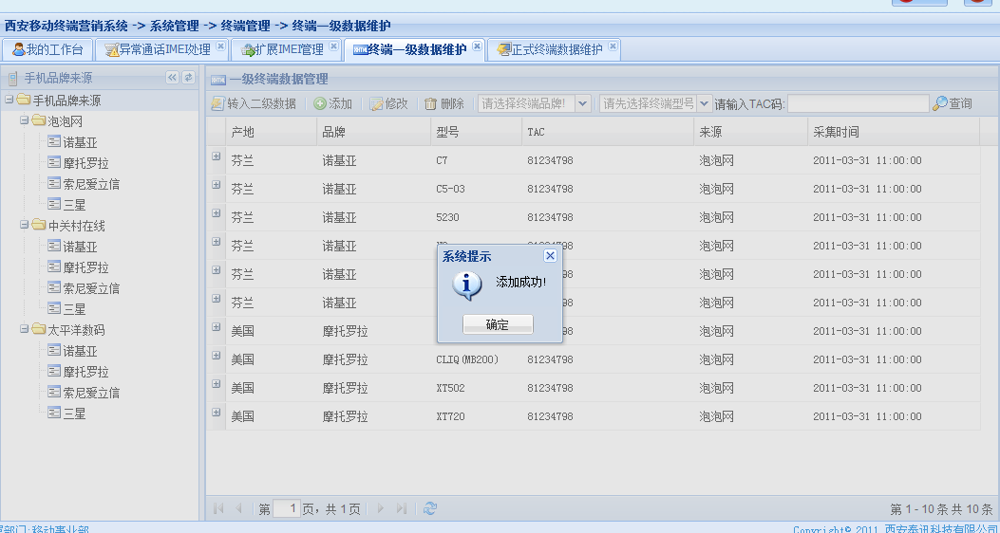 西安移动终端营销系统 -> 系统管理 -> 终端管理 -> 终端一级数据维护
我的工作台 异常通话IMEI处理 扩展IMEI管理 终端一级数据维护 正式终端数据维护
手机品牌来源
一级终端数据管理
手机品牌来源
泡泡网
诺基亚
摩托罗拉
索尼爱立信
三星
中关村在线
诺基亚
摩托罗拉
索尼爱立信
三星
太平洋数码
诺基亚
摩托罗拉
索尼爱立信
三星
转入二级数据 添加 修改 删除 请选择终端品牌! 请先选择终端型号 请输入TAC码: 查询
产地 品牌 型号 TAC 来源 采集时间
芬兰 诺基亚 C7 81234798 泡泡网 2011-03-31 11:00:00
芬兰 诺基亚 C5-03 81234798 泡泡网 2011-03-31 11:00:00
芬兰 诺基亚 5230 81234798 泡泡网 2011-03-31 11:00:00
芬兰 诺基亚 泡泡网 2011-03-31 11:00:00
芬兰 诺基亚 98 泡泡网 2011-03-31 11:00:00
芬兰 诺基亚 98 泡泡网 2011-03-31 11:00:00
美国 摩托罗拉 98 泡泡网 2011-03-31 11:00:00
美国 摩托罗拉 CLIQ(MB200) 81234798 泡泡网 2011-03-31 11:00:00
美国 摩托罗拉 XT502 81234798 泡泡网 2011-03-31 11:00:00
美国 摩托罗拉 XT720 81234798 泡泡网 2011-03-31 11:00:00
系统提示
添加成功!
确定
第 1 页, 共 1 页
第 1 - 10 条 共 10 条
部门:移动事业部
Copyright© 2011 西安泰讯科技有限公司